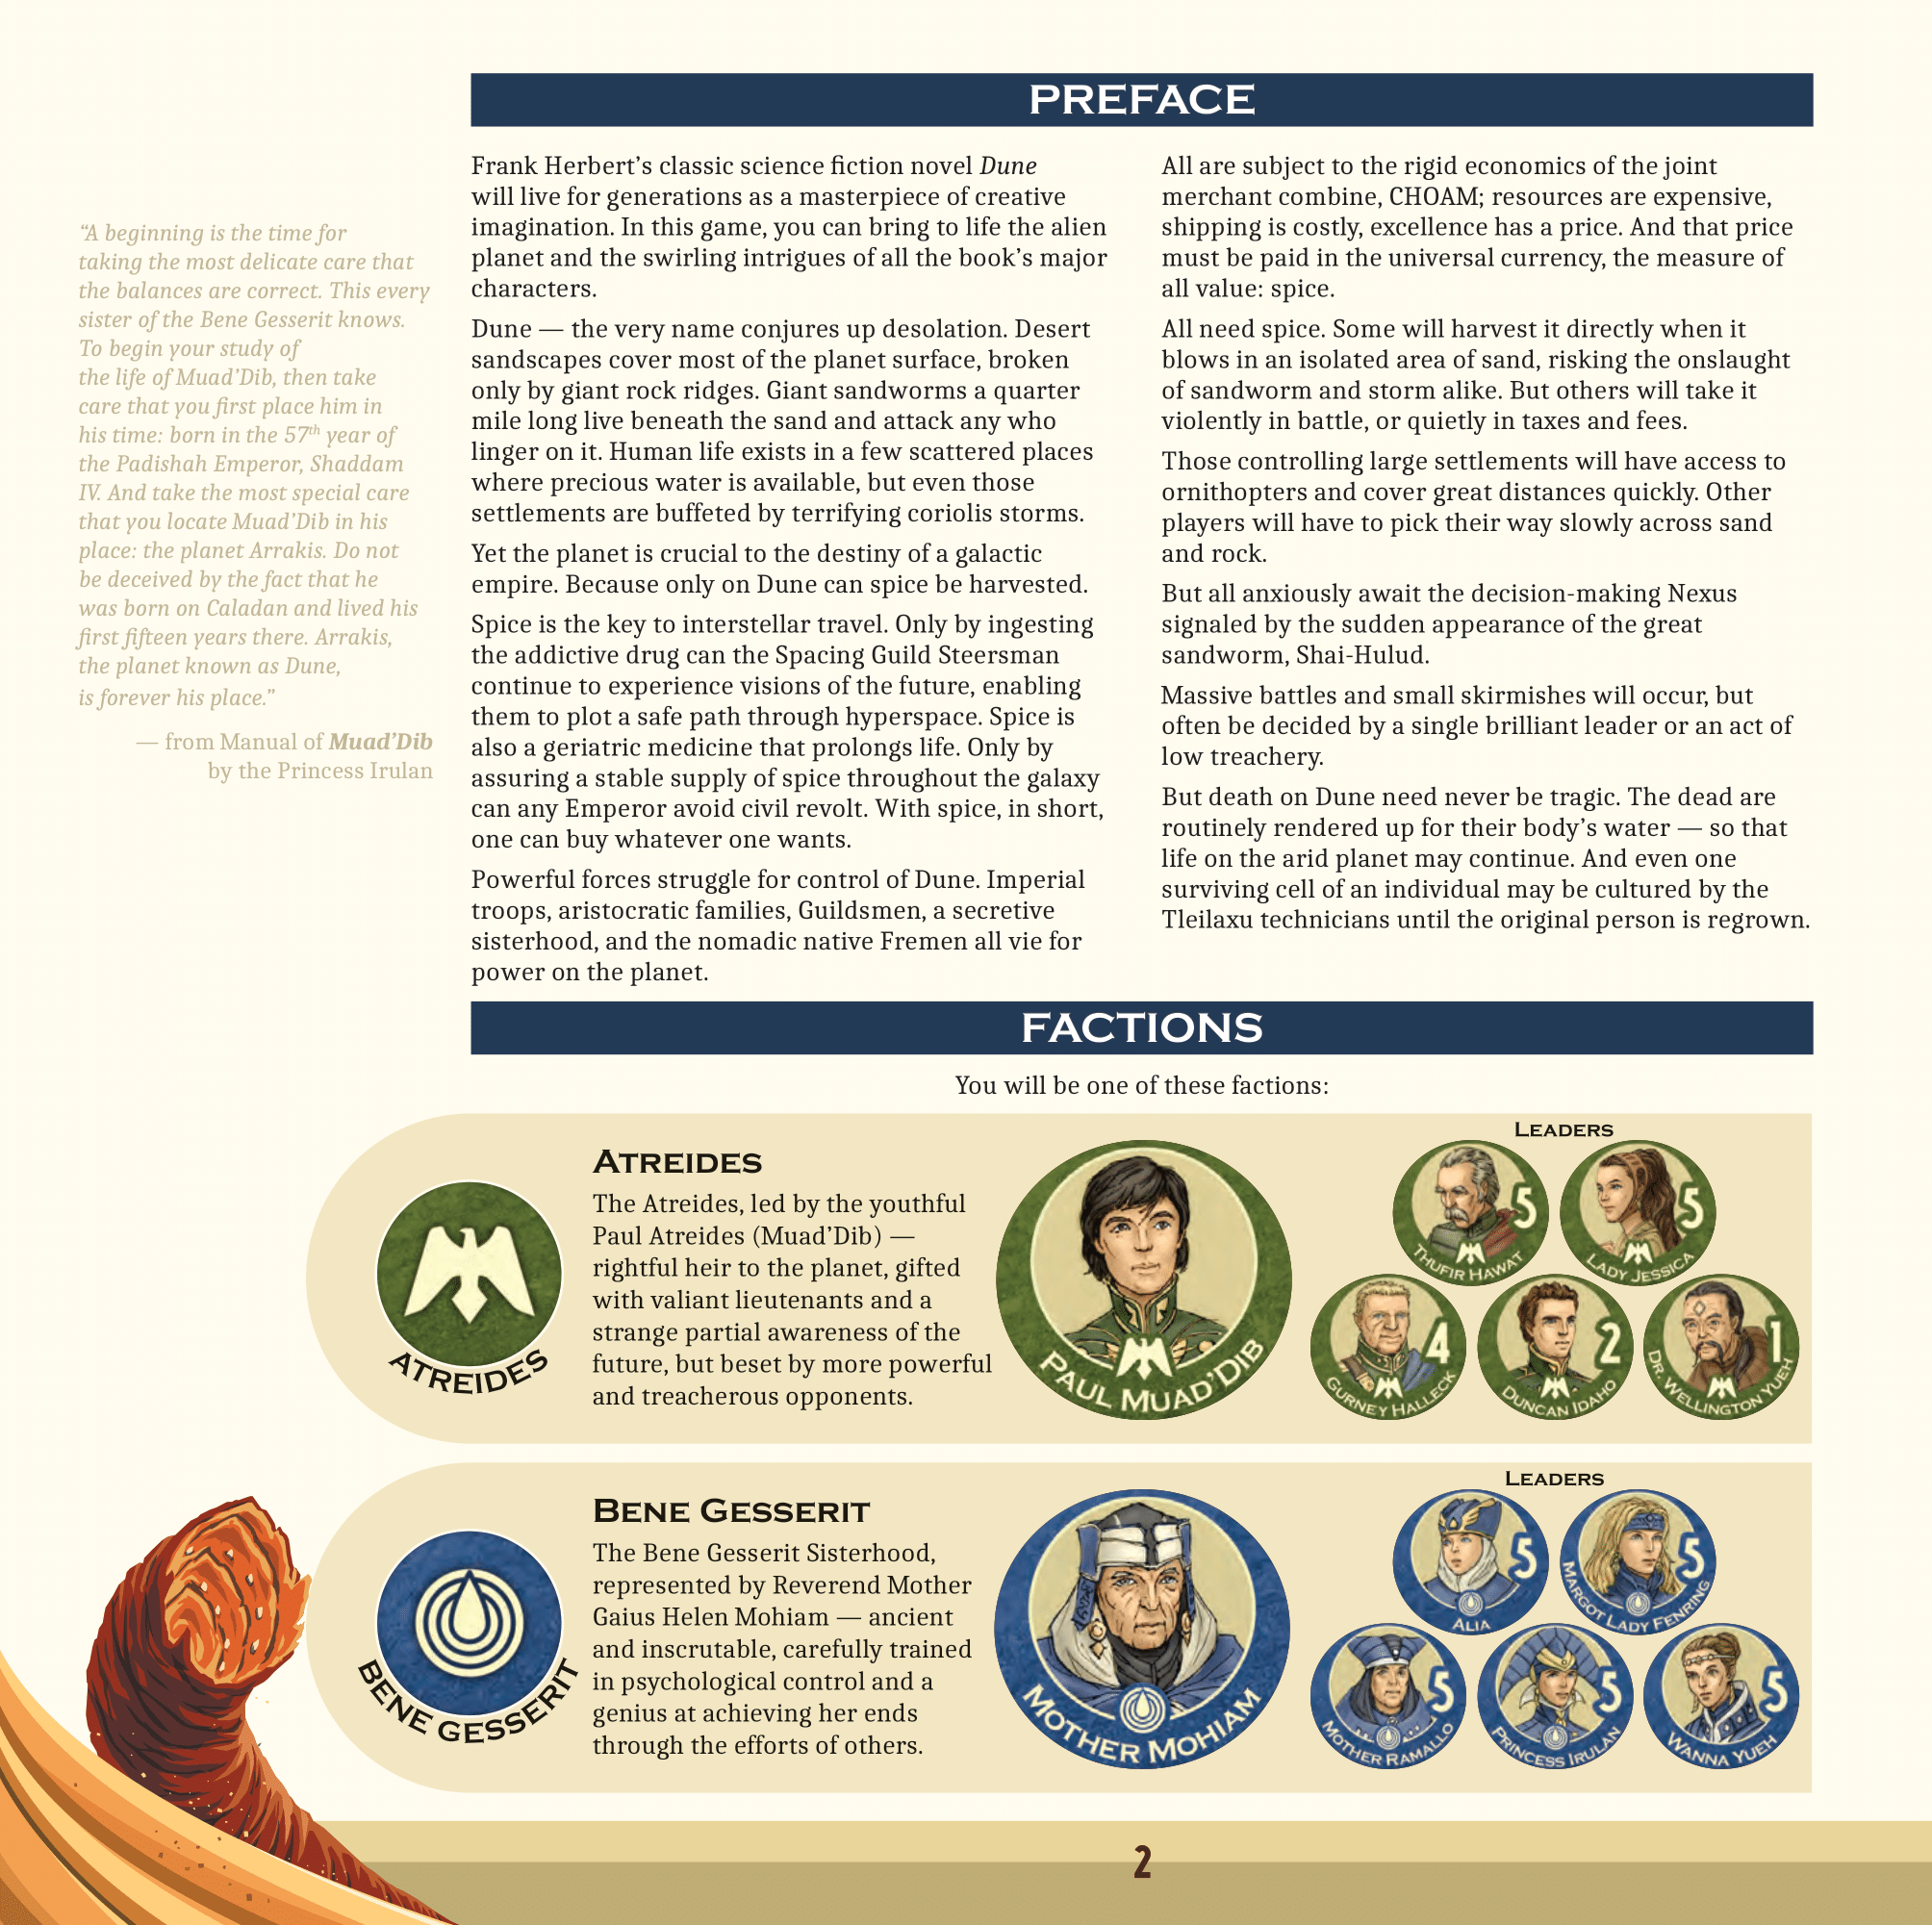 PREFACE
“A beginning is the time for
taking the most delicate care that
the balances are correct. This every
sister of the Bene Gesserit knows.
To begin your study of
the life of Muad’Dib, then take
care that you first place him in
his time: born in the 57th year of
the Padishah Emperor, Shaddam
IV. And take the most special care
that you locate Muad’Dib in his
place: the planet Arrakis. Do not
be deceived by the fact that he
was born on Caladan and lived his
first fifteen years there. Arrakis,
the planet known as Dune,
is forever his place.”
— from Manual of Muad’Dib
by the Princess Irulan
Frank Herbert’s classic science fiction novel Dune
will live for generations as a masterpiece of creative
imagination. In this game, you can bring to life the alien
planet and the swirling intrigues of all the book’s major
characters.
Dune — the very name conjures up desolation. Desert
sandscapes cover most of the planet surface, broken
only by giant rock ridges. Giant sandworms a quarter
mile long live beneath the sand and attack any who
linger on it. Human life exists in a few scattered places
where precious water is available, but even those
settlements are buffeted by terrifying coriolis storms.
Yet the planet is crucial to the destiny of a galactic
empire. Because only on Dune can spice be harvested.
Spice is the key to interstellar travel. Only by ingesting
the addictive drug can the Spacing Guild Steersman
continue to experience visions of the future, enabling
them to plot a safe path through hyperspace. Spice is
also a geriatric medicine that prolongs life. Only by
assuring a stable supply of spice throughout the galaxy
can any Emperor avoid civil revolt. With spice, in short,
one can buy whatever one wants.
Powerful forces struggle for control of Dune. Imperial
troops, aristocratic families, Guildsmen, a secretive
sisterhood, and the nomadic native Fremen all vie for
power on the planet.
All are subject to the rigid economics of the joint
merchant combine, CHOAM; resources are expensive,
shipping is costly, excellence has a price. And that price
must be paid in the universal currency, the measure of
all value: spice.
All need spice. Some will harvest it directly when it
blows in an isolated area of sand, risking the onslaught
of sandworm and storm alike. But others will take it
violently in battle, or quietly in taxes and fees.
Those controlling large settlements will have access to
ornithopters and cover great distances quickly. Other
players will have to pick their way slowly across sand
and rock.
But all anxiously await the decision-making Nexus
signaled by the sudden appearance of the great
sandworm, Shai-Hulud.
Massive battles and small skirmishes will occur, but
often be decided by a single brilliant leader or an act of
low treachery.
But death on Dune need never be tragic. The dead are
routinely rendered up for their body’s water — so that
life on the arid planet may continue. And even one
surviving cell of an individual may be cultured by the
Tleilaxu technicians until the original person is regrown.
FACTIONS
You will be one of these factions:
ATREIDES
ATREIDES
The Atreides, led by the youthful
Paul Atreides (Muad’Dib) —
rightful heir to the planet, gifted
with valiant lieutenants and a
strange partial awareness of the
future, but beset by more powerful
and treacherous opponents.
PAUL MUAD’DIB
LEADERS
5
THUFIR HAWAT
5
LADY JESSICA
4
GURNEY HALLECK
2
DUNCAN IDAHO
1
DR. WELLINGTON YUEH
BENE GESSERIT
BENE GESSERIT
The Bene Gesserit Sisterhood,
represented by Reverend Mother
Gaius Helen Mohiam — ancient
and inscrutable, carefully trained
in psychological control and a
genius at achieving her ends
through the efforts of others.
MOTHER MOHIAM
LEADERS
5
ALIA
5
MARGOT LADY FENRING
5
MOTHER RAMALLO
5
PRINCESS IRULAN
5
WANNA YUEH
2